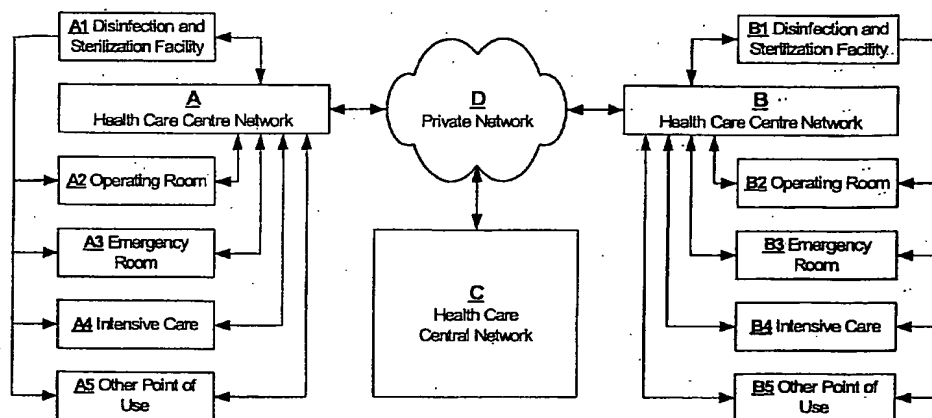 A1 Disinfection and
Sterilization Facility
A
Health Care Centre Network
A2 Operating Room
A3 Emergency
Room
A4 Intensive Care
A5 Other Point of
Use
D
Private Network
C
Health Care
Central Network
B1 Disinfection and
Sterilization Facility
B
Health Care Centre Network
B2 Operating Room
B3 Emergency
Room
B4 Intensive Care
B5 Other Point of
Use